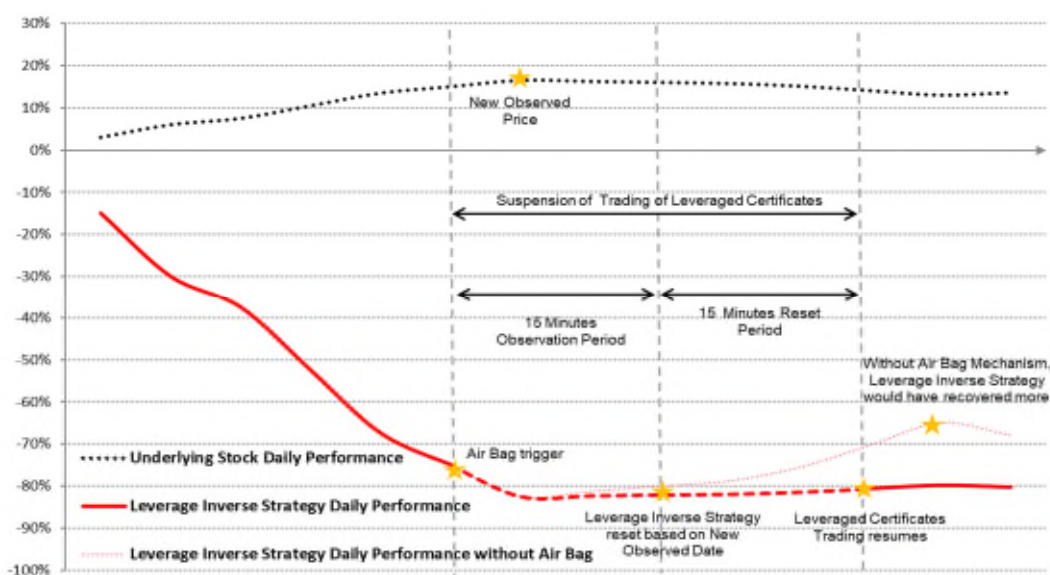 30%
20%
10%
0%
-10%
-20%
-30%
-40%
-50%
-60%
-70%
-80%
-90%
-100%
New Observed
Price
Suspension of Trading of Leveraged Certificates
15 Minutes
Observation Period
15 Minutes Reset
Period
Without Air Bag Mechanism,
Leverage Inverse Strategy
would have recovered more
Air Bag trigger
Underlying Stock Daily Performance
Leverage Inverse Strategy Daily Performance
Leverage Inverse Strategy Daily Performance without Air Bag
Leverage Inverse Strategy
reset based on New
Observed Date
Leveraged Certificates
Trading resumes